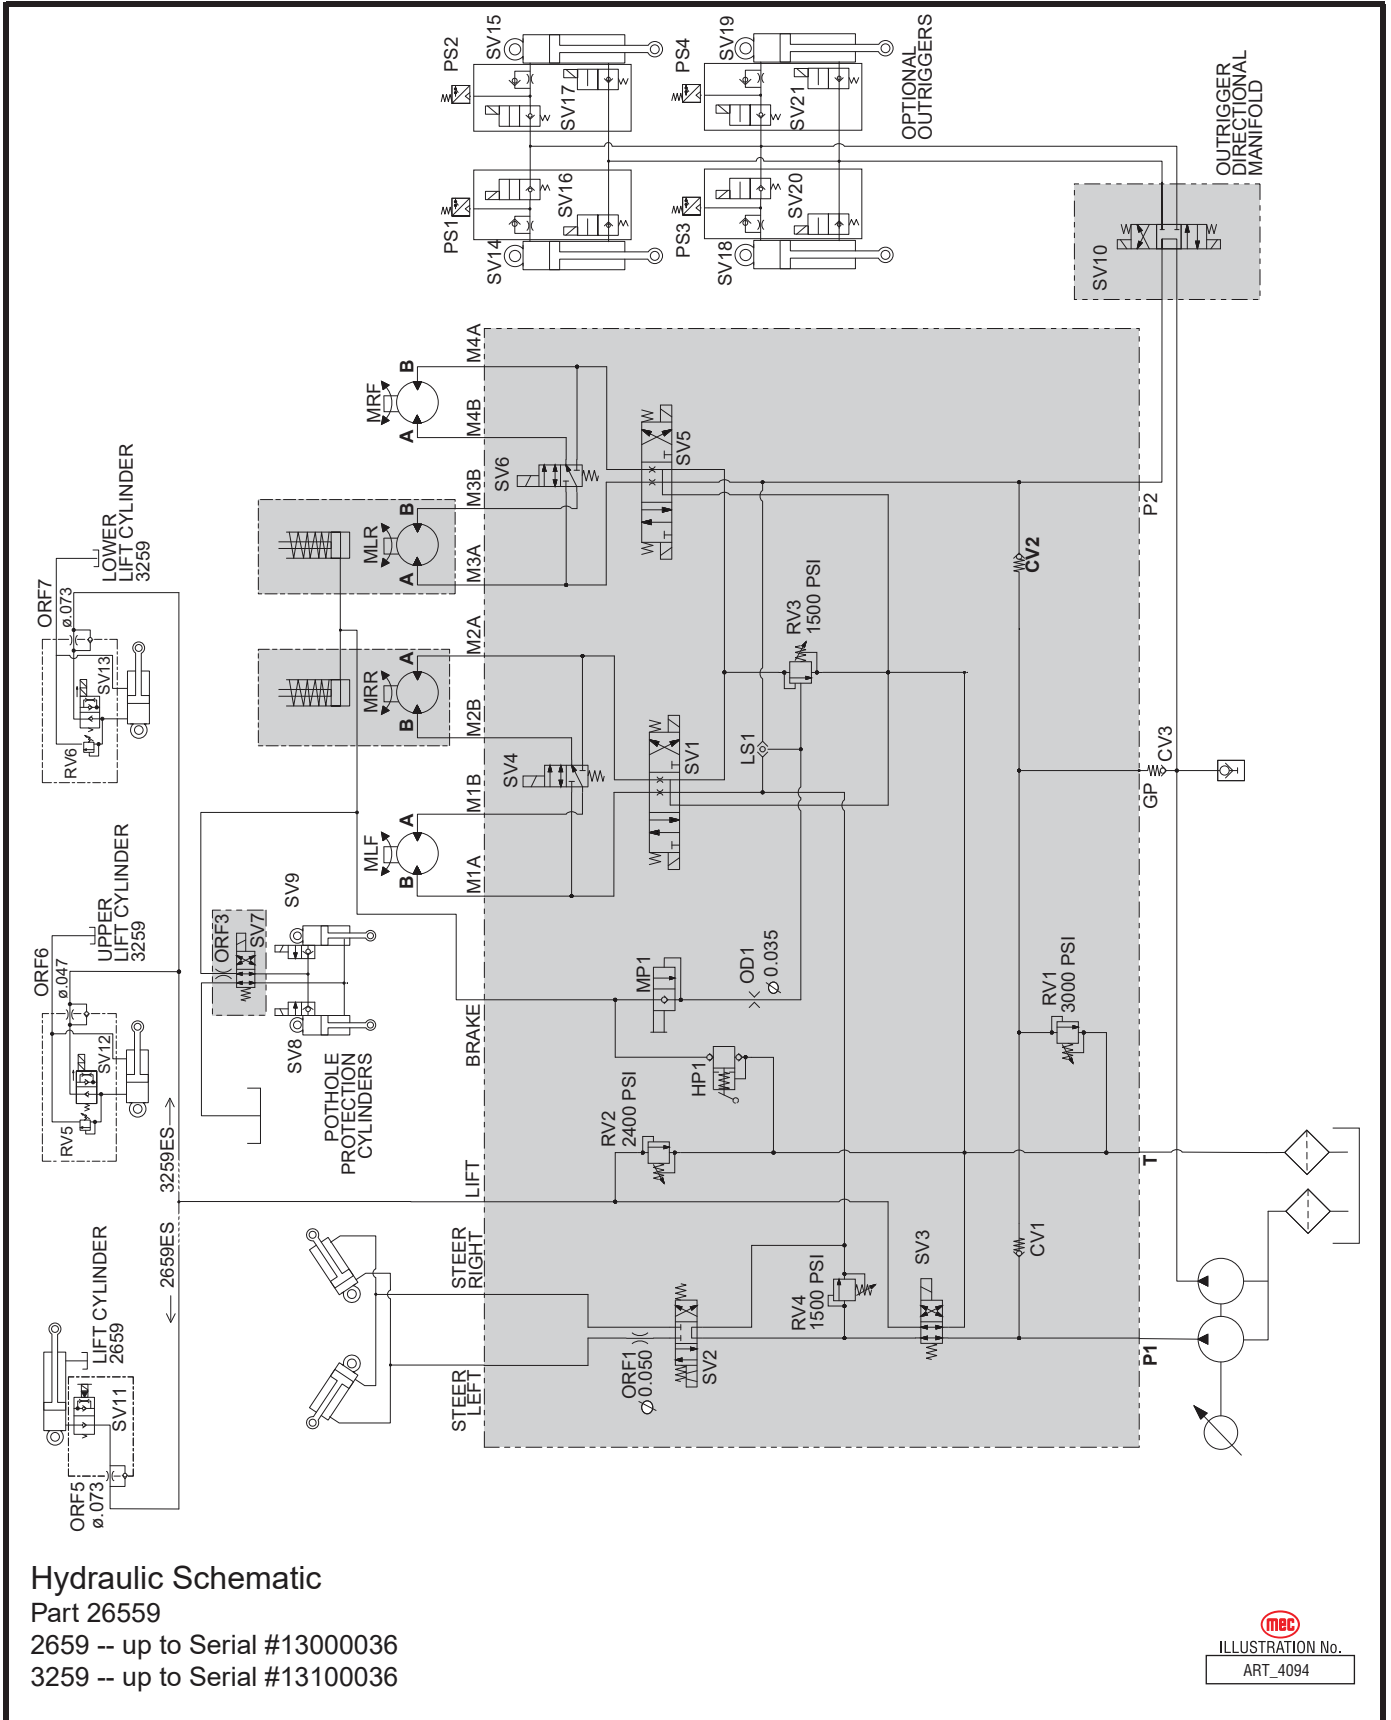 PS2
SV15
SV17
PS4
SV19
SV21
OPTIONAL
OUTRIGGERS
PS1
SV14
SV16
PS3
SV18
SV20
OUTRIGGER
DIRECTIONAL
MANIFOLD
SV10
MRF
A
B
M4B
M4A
SV6
SV5
MLR
A
B
M3A
M3B
MRR
B
A
M2B
M2A
SV4
SV1
MLF
B
A
M1A
M1B
LOWER
LIFT CYLINDER
3259
ORF7
ø.073
SV13
RV6
UPPER
LIFT CYLINDER
3259
ORF6
ø.047
SV12
RV5
3259ES
2659ES
LIFT CYLINDER
2659
SV11
ORF5
ø.073
ORF3
SV7
SV9
SV8
POTHOLE
PROTECTION
CYLINDERS
BRAKE
LIFT
STEER
RIGHT
STEER
LEFT
LS1
RV3
1500 PSI
CV2
P2
GP
CV3
MP1
OD1
Ø 0.035
HP1
RV2
2400 PSI
RV1
3000 PSI
T
RV4
1500 PSI
SV3
CV1
ORF1
Ø 0.050
SV2
P1
Hydraulic Schematic
Part 26559
2659 -- up to Serial #13000036
3259 -- up to Serial #13100036
mec
ILLUSTRATION No.
ART_4094